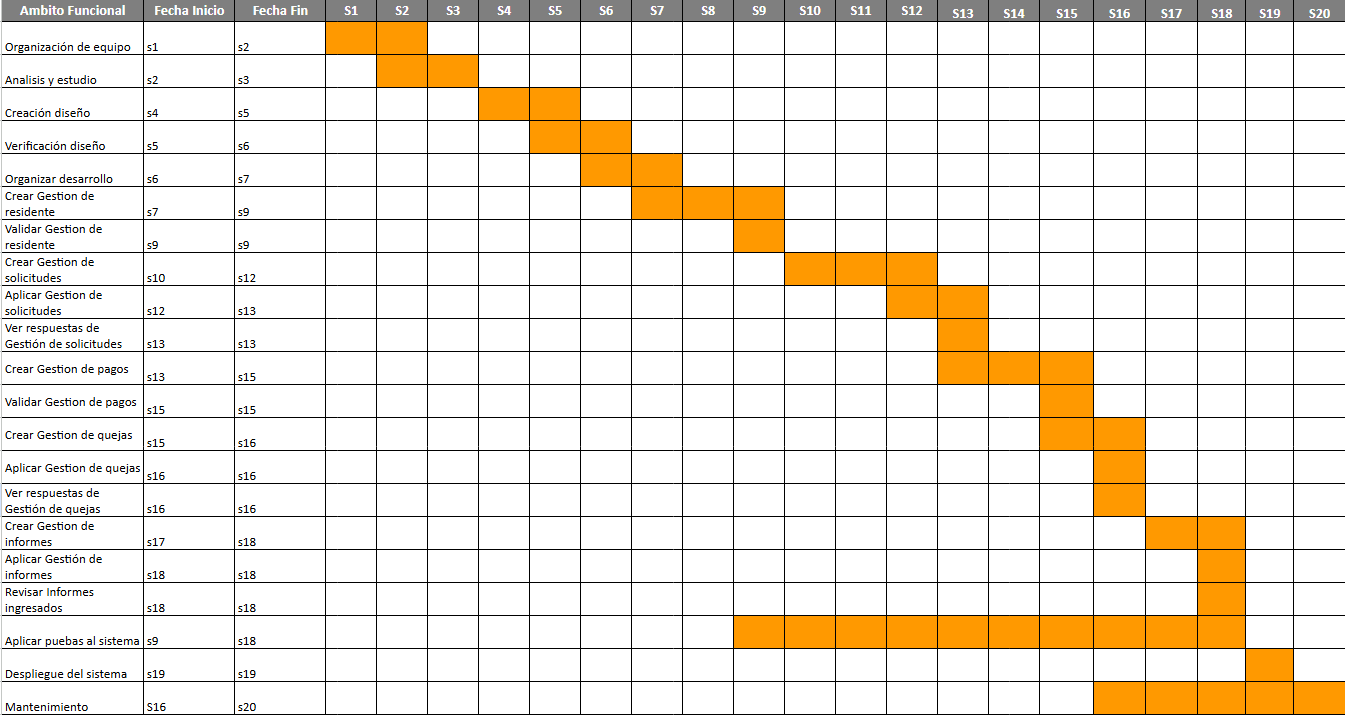 Ambito Funcional Fecha Inicio Fecha Fin S1 S2 S3 S4 S5 S6 S7 S8 S9 S10 S11 S12 S13 S14 S15 S16 S17 S18 S19 S20
Organización de equipo s1 s2
Analisis y estudio s2 s3
Creación diseño s4 s5
Verificación diseño s5 s6
Organizar desarrollo s6 s7
Crear Gestion de
residente s7 s9
Validar Gestion de
residente s9 s9
Crear Gestion de
solicitudes s10 s12
Aplicar Gestion de
solicitudes s12 s13
Ver respuestas de
Gestión de solicitudes s13 s13
Crear Gestion de pagos s13 s15
Validar Gestion de pagos s15 s15
Crear Gestion de quejas s15 s16
Aplicar Gestion de quejas s16 s16
Ver respuestas de
Gestión de quejas s16 s16
Crear Gestion de
informes s17 s18
Aplicar Gestión de
informes s18 s18
Revisar Informes
ingresados s18 s18
Aplicar puebas al sistema s9 s18
Despliegue del sistema s19 s19
Mantenimiento S16 s20